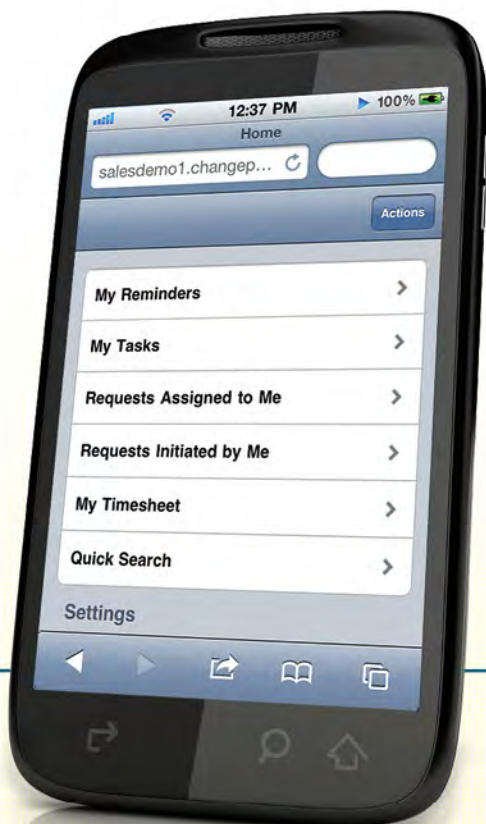 12:37 PM
100%
Home
salesdemo1.changep...
Actions
My Reminders
My Tasks
Requests Assigned to Me
Requests Initiated by Me
My Timesheet
Quick Search
Settings